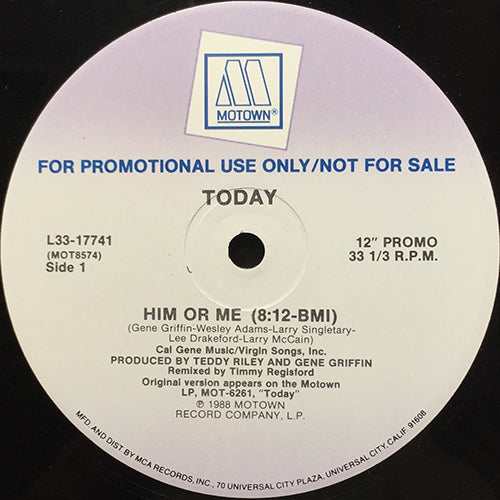 M
MOTOWN®
FOR PROMOTIONAL USE ONLY/NOT FOR SALE
TODAY
L33-17741
(MOT8574)
Side 1
12" PROMO
33 1/3 R.P.M.
HIM OR ME (8:12-BMI)
(Gene Griffin-Wesley Adams-Larry Singletary-
Lee Drakeford-Larry McCain)
Cal Gene Music/Virgin Songs, Inc.
PRODUCED BY TEDDY RILEY AND GENE GRIFFIN
Remixed by Timmy Regisford
Original version appears on the Motown
LP, MOT-6261, "Today"
℗ 1988 MOTOWN
RECORD COMPANY, L.P.
MFD AND DIST BY MCA RECORDS, INC., 70 UNIVERSAL CITY PLAZA, UNIVERSAL CITY, CALIF. 91608